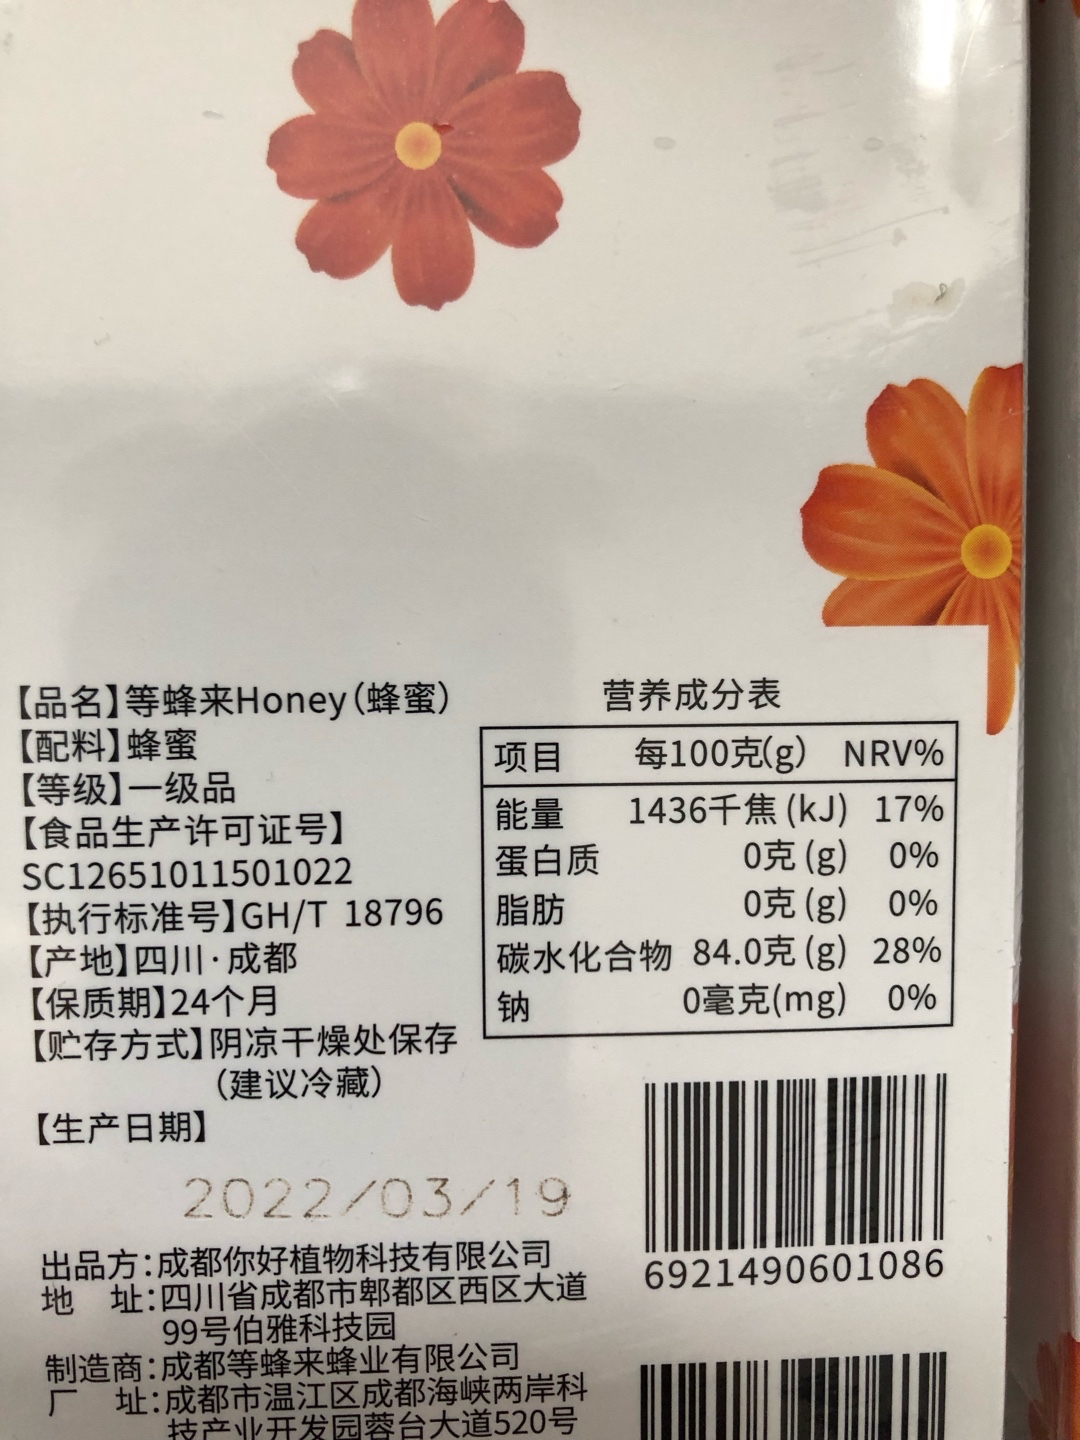 【品名】等蜂来Honey(蜂蜜)
【配料】蜂蜜
【等级】一级品
【食品生产许可证号】
SC12651011501022
【执行标准号】GH/T 18796
【产地】四川·成都
【保质期】24个月
【贮存方式】阴凉干燥处保存
(建议冷藏)
【生产日期】
2022/03/19
出品方:成都你好植物科技有限公司
地 址:四川省成都市郫都区西区大道
99号伯雅科技园
制造商:成都等蜂来蜂业有限公司
厂 址:成都市温江区成都海峡两岸科
技产业开发园蓉台大道520号
营养成分表
项目 每100克(g) NRV%
能量 1436千焦(kJ) 17%
蛋白质 0克(g) 0%
脂肪 0克(g) 0%
碳水化合物 84.0克(g) 28%
钠 0毫克(mg) 0%
6921490601086